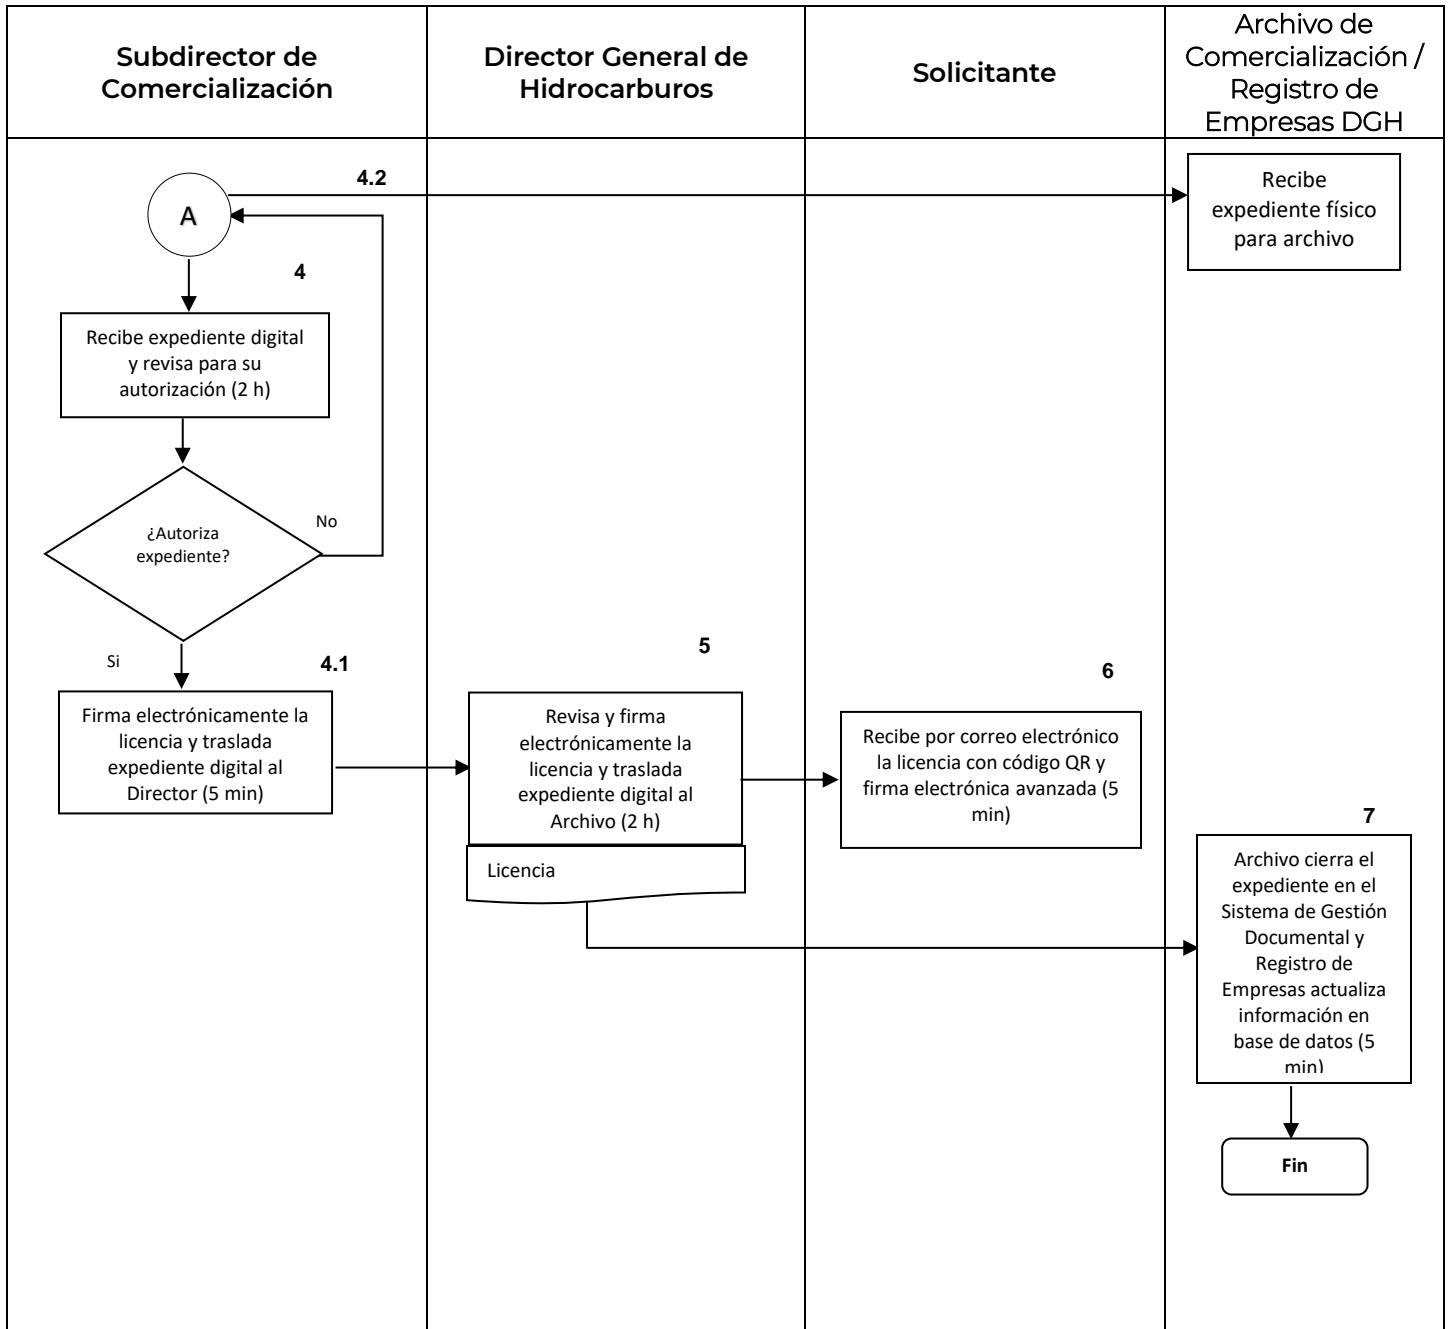 Subdirector de
Comercialización
Director General de
Hidrocarburos
Solicitante
Archivo de
Comercialización /
Registro de
Empresas DGH
A
4.2
Recibe
expediente físico
para archivo
4
Recibe expediente digital
y revisa para su
autorización (2 h)
¿Autoriza
expediente?
No
Si
4.1
Firma electrónicamente la
licencia y traslada
expediente digital al
Director (5 min)
5
Revisa y firma
electrónicamente la
licencia y traslada
expediente digital al
Archivo (2 h)
Licencia
6
Recibe por correo electrónico
la licencia con código QR y
firma electrónica avanzada (5
min)
7
Archivo cierra el
expediente en el
Sistema de Gestión
Documental y
Registro de
Empresas actualiza
información en
base de datos (5
min)
Fin